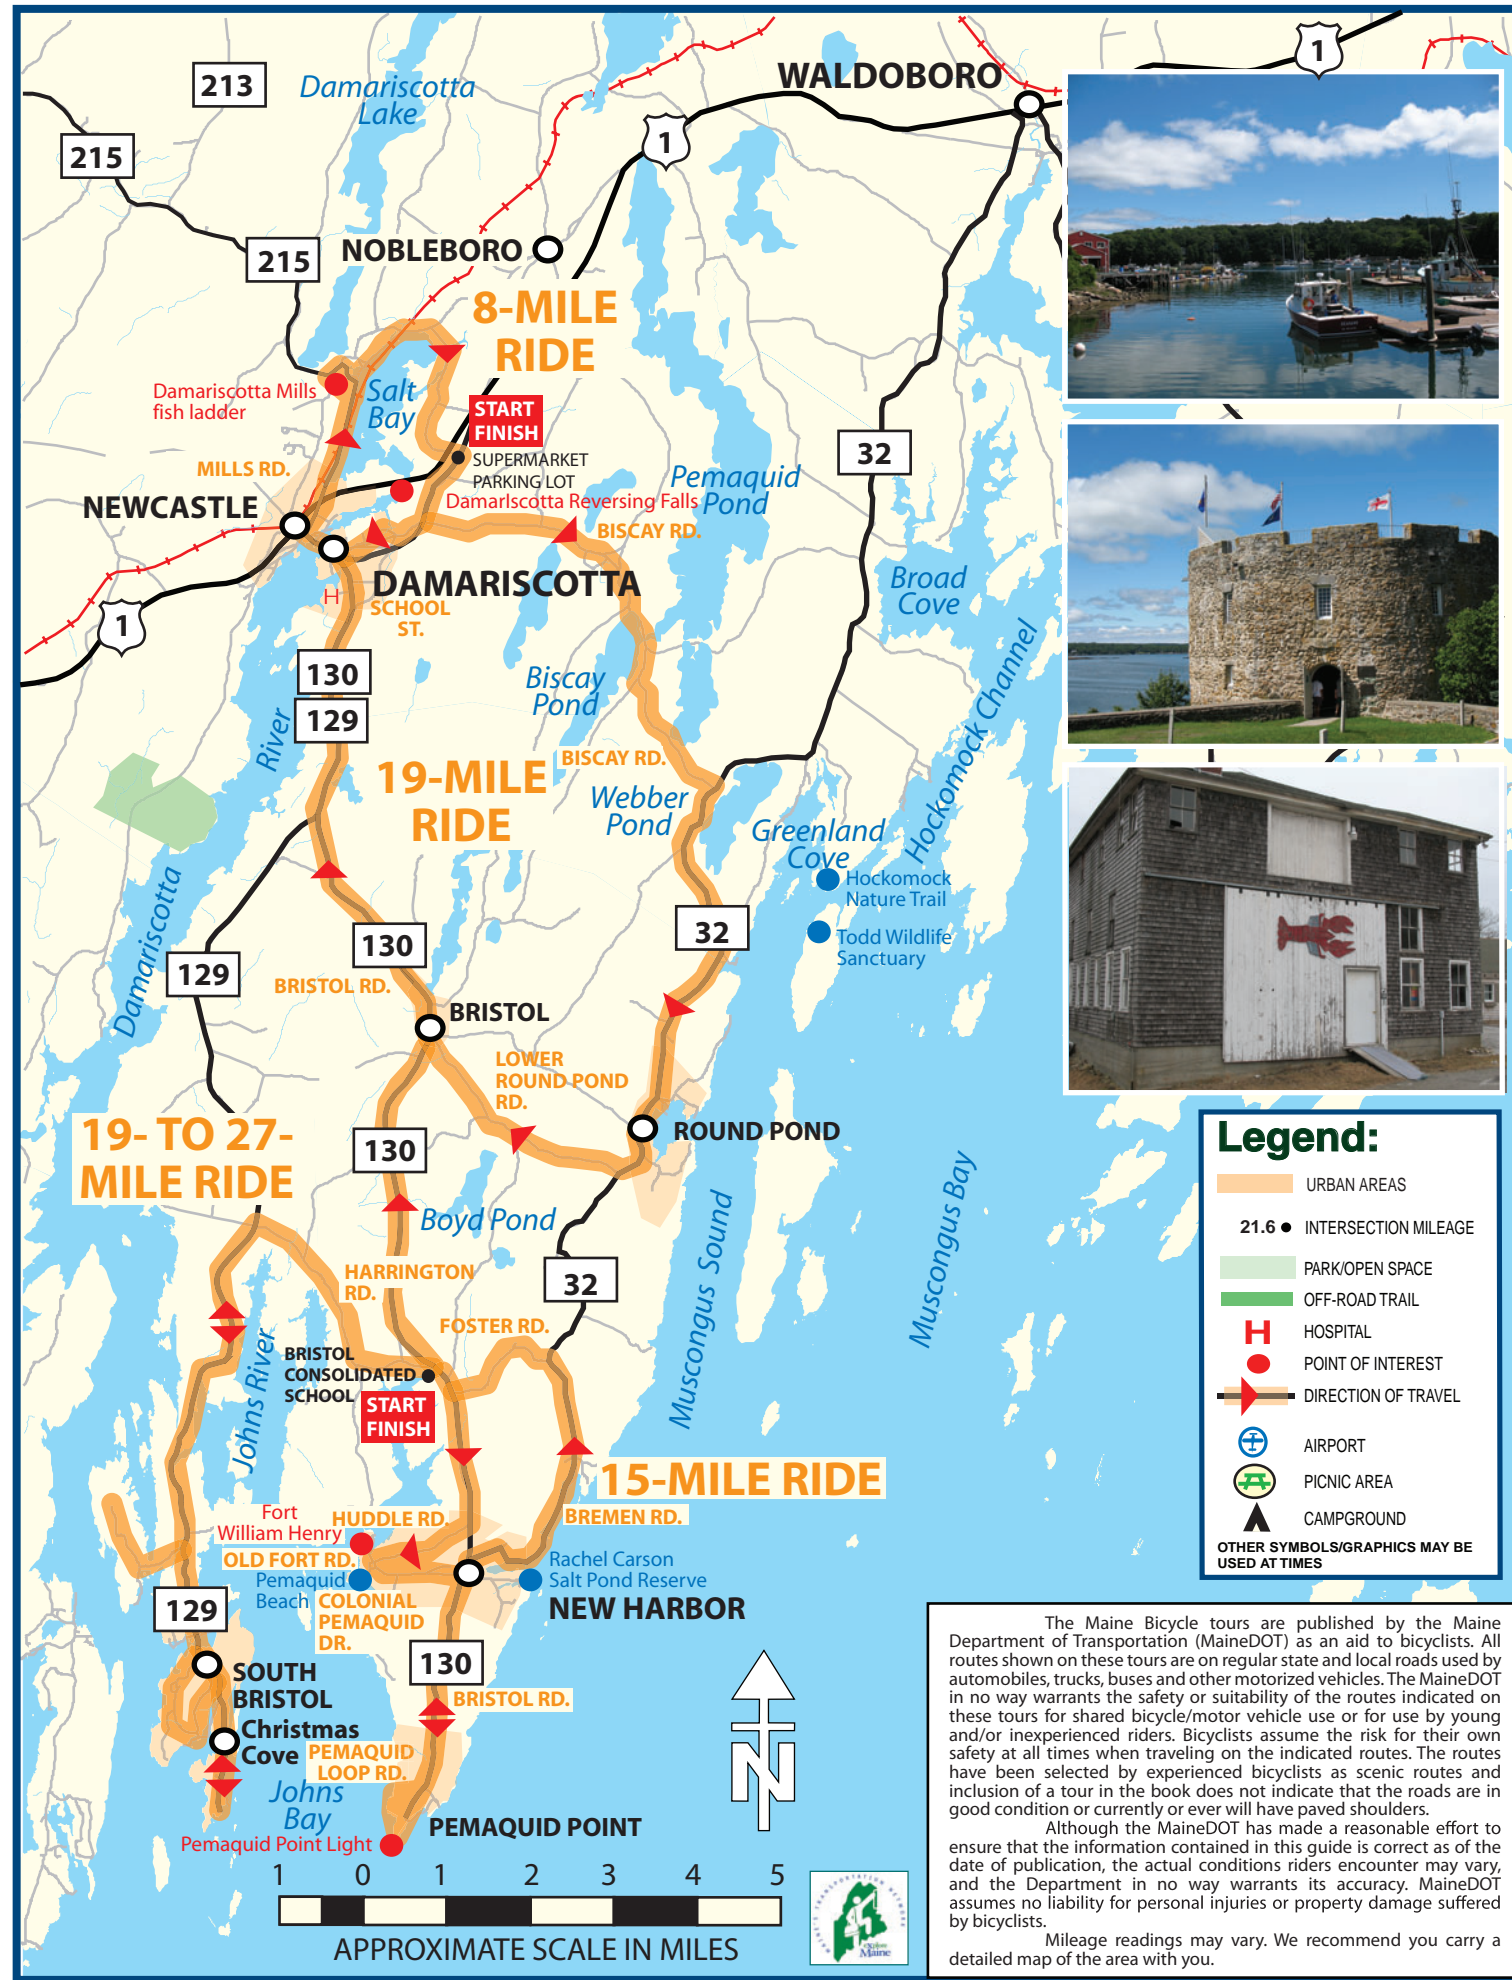 213
Damariscotta
Lake
WALDOBORO
1
1
215
215
NOBLEBORO
8-MILE
RIDE
Damariscotta Mills
fish ladder
Salt
Bay
START
FINISH
SUPERMARKET
PARKING LOT
32
MILLS RD.
Pemaquid
Pond
NEWCASTLE
DamarIscotta Reversing Falls
BISCAY RD.
DAMARISCOTTA
H
SCHOOL
ST.
Broad
Cove
1
130
129
Biscay
Pond
River
Hockomock Channel
BISCAY RD.
19-MILE
RIDE
Webber
Pond
Greenland
Cove
Hockomock
Nature Trail
Todd Wildlife
Sanctuary
Damariscotta
32
130
129
BRISTOL RD.
BRISTOL
LOWER
ROUND POND
RD.
ROUND POND
19- TO 27-
MILE RIDE
130
Boyd Pond
Muscongus Sound
Muscongus Bay
32
HARRINGTON
RD.
FOSTER RD.
Johns River
BRISTOL
CONSOLIDATED
SCHOOL
START
FINISH
15-MILE RIDE
Fort
William Henry
HUDDLE RD.
BREMEN RD.
OLD FORT RD.
Pemaquid
Beach
COLONIAL
PEMAQUID
DR.
Rachel Carson
Salt Pond Reserve
NEW HARBOR
129
130
SOUTH
BRISTOL
BRISTOL RD.
Christmas
Cove
PEMAQUID
LOOP RD.
Johns
Bay
PEMAQUID POINT
Pemaquid Point Light
N
1 0 1 2 3 4 5
APPROXIMATE SCALE IN MILES
MAINE'S TRANSPORTATION NETWORK
explore
Maine
Legend:
URBAN AREAS
21.6 INTERSECTION MILEAGE
PARK/OPEN SPACE
OFF-ROAD TRAIL
H HOSPITAL
POINT OF INTEREST
DIRECTION OF TRAVEL
AIRPORT
PICNIC AREA
CAMPGROUND
OTHER SYMBOLS/GRAPHICS MAY BE
USED AT TIMES
The Maine Bicycle tours are published by the Maine
Department of Transportation (MaineDOT) as an aid to bicyclists. All
routes shown on these tours are on regular state and local roads used by
automobiles, trucks, buses and other motorized vehicles. The MaineDOT
in no way warrants the safety or suitability of the routes indicated on
these tours for shared bicycle/motor vehicle use or for use by young
and/or inexperienced riders. Bicyclists assume the risk for their own
safety at all times when traveling on the indicated routes. The routes
have been selected by experienced bicyclists as scenic routes and
inclusion of a tour in the book does not indicate that the roads are in
good condition or currently or ever will have paved shoulders.
Although the MaineDOT has made a reasonable effort to
ensure that the information contained in this guide is correct as of the
date of publication, the actual conditions riders encounter may vary,
and the Department in no way warrants its accuracy. MaineDOT
assumes no liability for personal injuries or property damage suffered
by bicyclists.
Mileage readings may vary. We recommend you carry a
detailed map of the area with you.